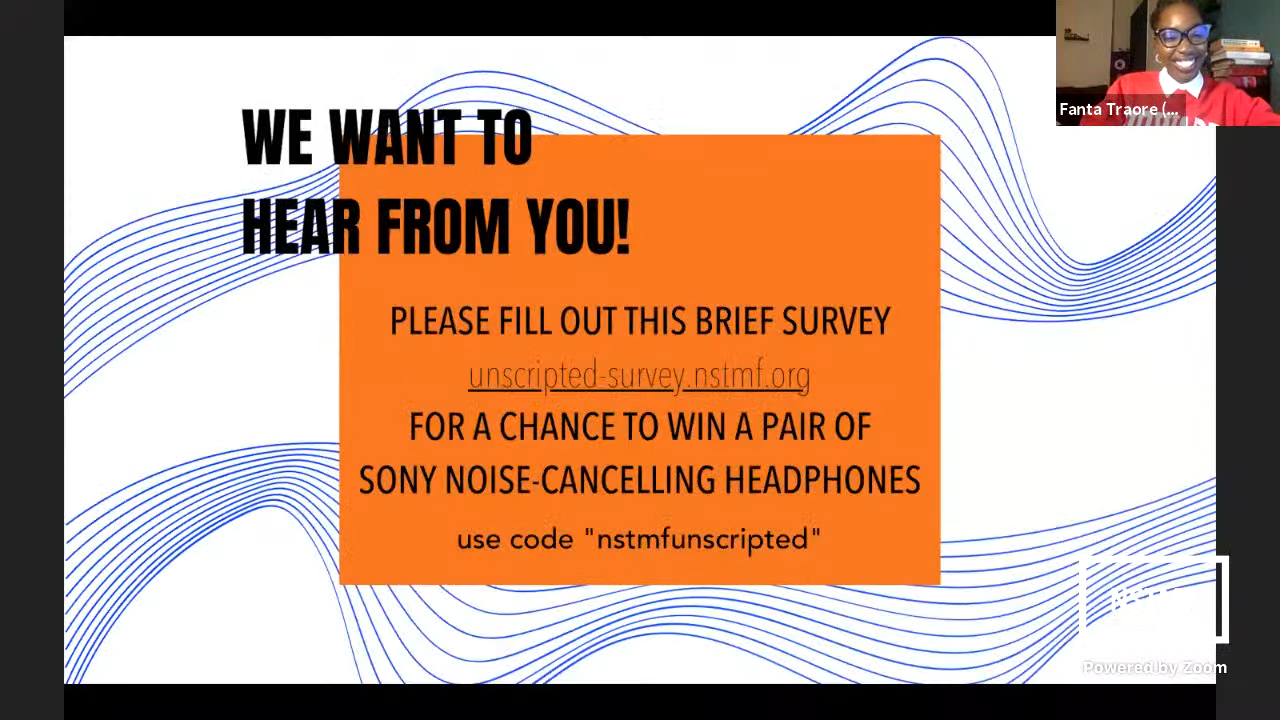 Fanta Traore (...
WE WANT TO
HEAR FROM YOU!
PLEASE FILL OUT THIS BRIEF SURVEY
unscripted-survey.nstmf.org
FOR A CHANCE TO WIN A PAIR OF
SONY NOISE-CANCELLING HEADPHONES
use code "nstmfunscripted"
Powered by Zoom